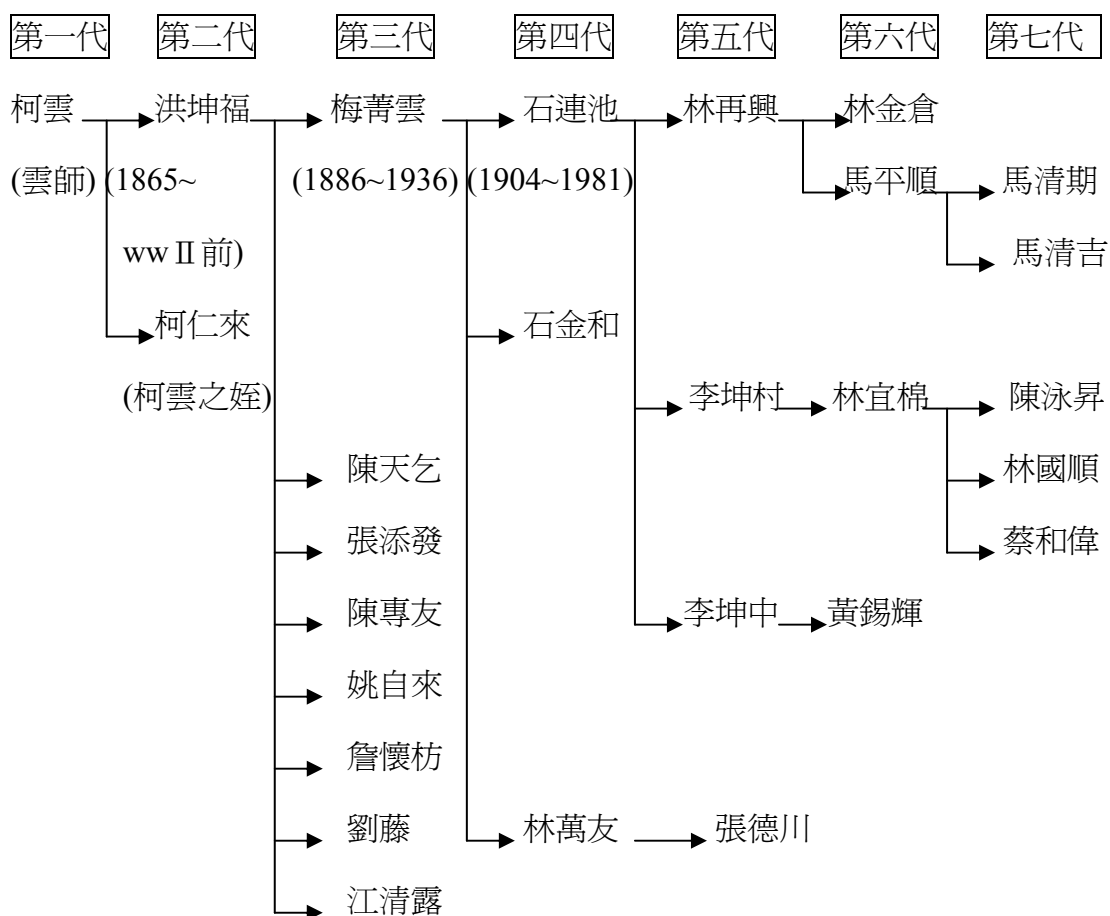 第一代 第二代 第三代 第四代 第五代 第六代 第七代
柯雲 洪坤福 梅菁雲 石連池 林再興 林金倉
(雲師) (1865~ (1886~1936) (1904~1981) 馬平順 馬清期
wwⅡ前) 馬清吉
柯仁來 石金和
(柯雲之姪) 李坤村 林宜棉 陳泳昇
陳天乞 林國順
張添發 蔡和偉
陳專友 李坤中 黃錫輝
姚自來
詹懷枋
劉藤 林萬友 張德川
江清露